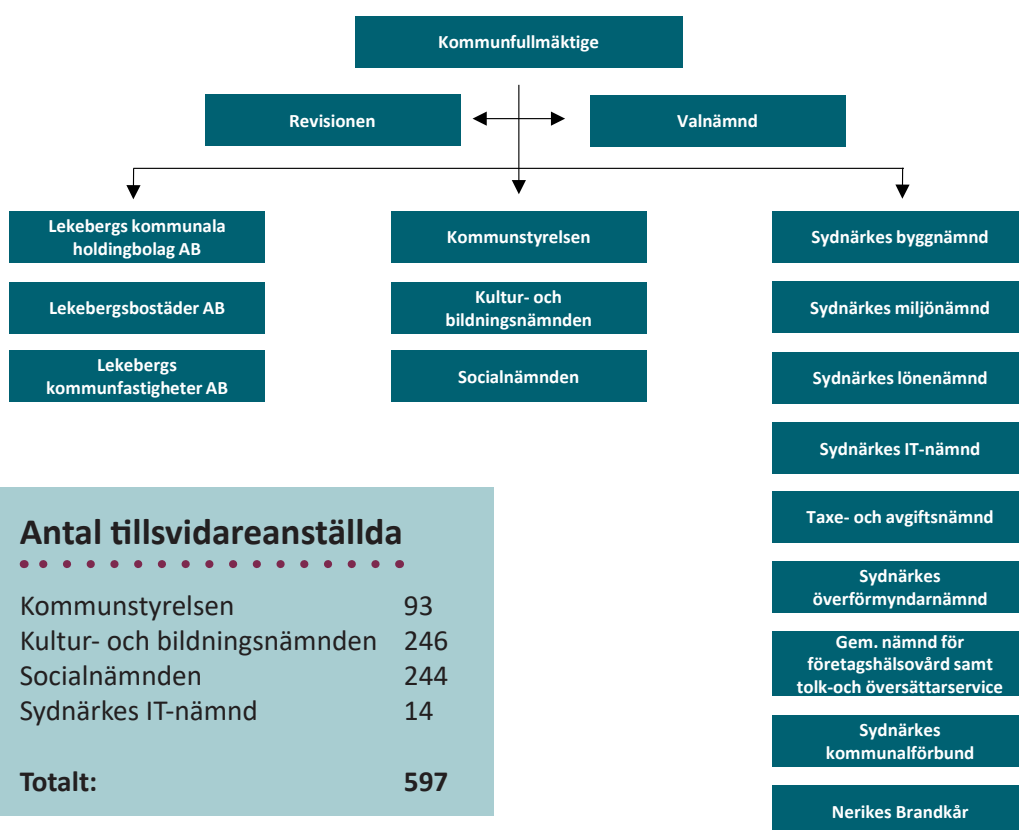 Kommunfullmäktige
Revisionen
Valnämnd
Lekebergs kommunala
holdingbolag AB
Lekebergsbostäder AB
Lekebergs
kommunfastigheter AB
Kommunstyrelsen
Kultur- och
bildningsnämnden
Socialnämnden
Sydnärkes byggnämnd
Sydnärkes miljönämnd
Sydnärkes lönenämnd
Sydnärkes IT-nämnd
Taxe- och avgiftsnämnd
Sydnärkes
överförmyndarnämnd
Gem. nämnd för
företagshälsovård samt
tolk-och översättarservice
Sydnärkes
kommunalförbund
Nerikes Brandkår
Antal tillsvidareanställda
Kommunstyrelsen 93
Kultur- och bildningsnämnden 246
Socialnämnden 244
Sydnärkes IT-nämnd 14
Totalt: 597